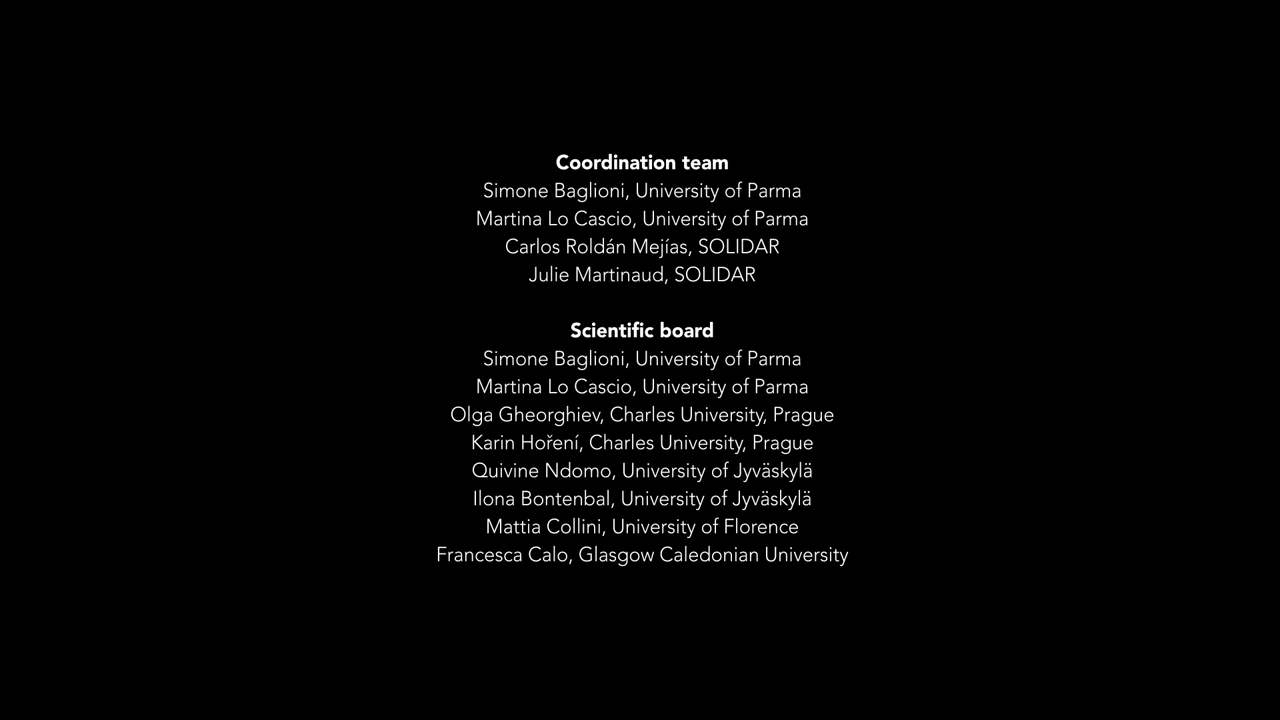 Coordination team
Simone Baglioni, University of Parma
Martina Lo Cascio, University of Parma
Carlos Roldán Mejías, SOLIDAR
Julie Martinaud, SOLIDAR
Scientific board
Simone Baglioni, University of Parma
Martina Lo Cascio, University of Parma
Olga Gheorghiev, Charles University, Prague
Karin Hoření, Charles University, Prague
Quivine Ndomo, University of Jyväskylä
Ilona Bontenbal, University of Jyväskylä
Mattia Collini, University of Florence
Francesca Calo, Glasgow Caledonian University